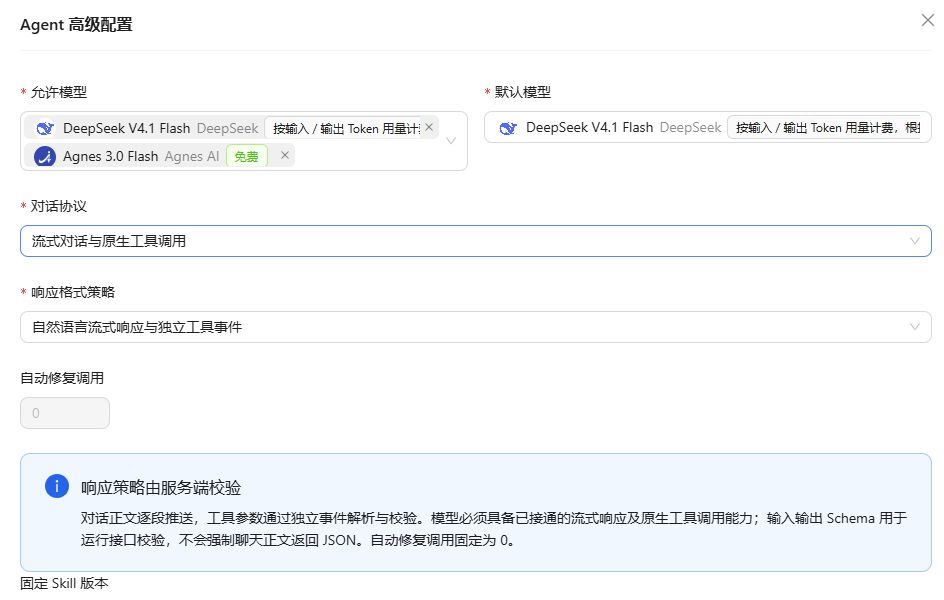 Agent 高级配置
* 允许模型
* 默认模型
DeepSeek V4.1 Flash DeepSeek 按输入 / 输出 Token 用量计
Agnes 3.0 Flash Agnes AI 免费
DeepSeek V4.1 Flash DeepSeek 按输入 / 输出 Token 用量计费，根
* 对话协议
流式对话与原生工具调用
* 响应格式策略
自然语言流式响应与独立工具事件
自动修复调用
0
响应策略由服务端校验
对话正文逐段推送，工具参数通过独立事件解析与校验。模型必须具备已接通的流式响应及原生工具调用能力；输入输出 Schema 用于
运行接口校验，不会强制聊天正文返回 JSON。自动修复调用固定为 0。
固定 Skill 版本